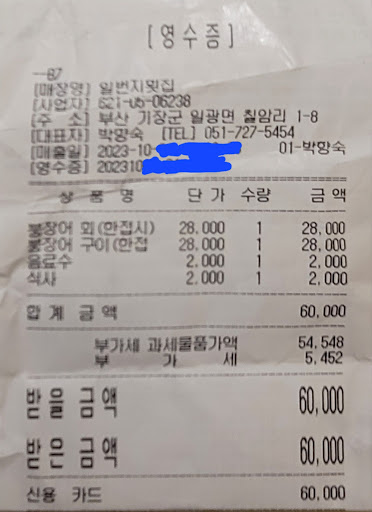 [영수증]
--87
[매장명] 일번지횟집
[사업자] 621-05-06238
[주 소] 부산 기장군 일광면 칠암리 1-8
[대표자] 박망숙 [TEL] 051-727-5454
[매출일] 2023-10- 01-박망숙
[영수증] 202310
상 품 명 단 가 수량 금 액
붕장어 회(한접시) 28,000 1 28,000
붕장어 구이(한접 28,000 1 28,000
음료수 2,000 1 2,000
식사 2,000 1 2,000
합계 금액 60,000
부가세 과세물품가액 54,548
부 가 세 5,452
받을 금액 60,000
받은 금액 60,000
신용 카드 60,000